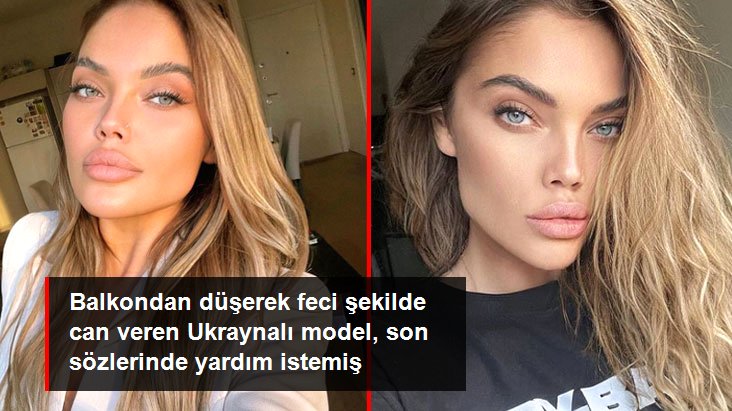 Balkondan düşerek feci şekilde
can veren Ukraynalı model, son
sözlerinde yardım istemiş